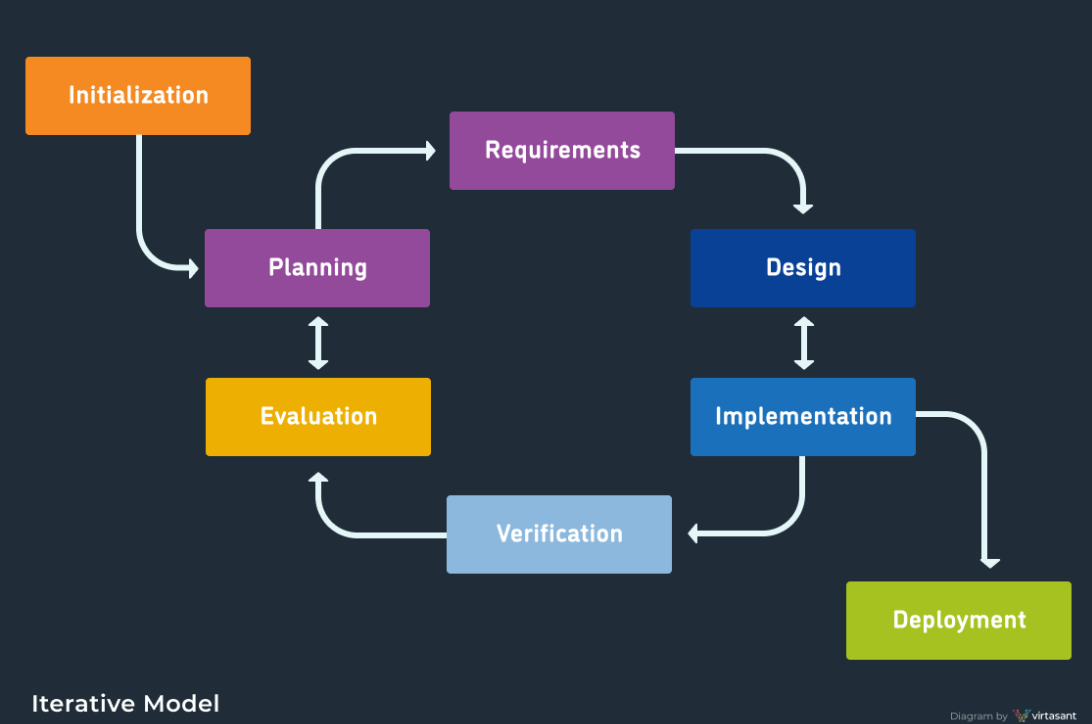 Initialization
Requirements
Planning
Design
Evaluation
Implementation
Verification
Deployment
Iterative Model
Diagram by virtasant